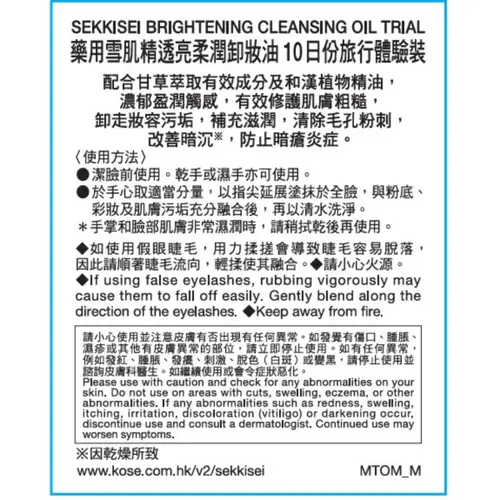 SEKKISEI BRIGHTENING CLEANSING OIL TRIAL
藥用雪肌精透亮柔潤卸妝油 10日份旅行體驗裝
配合甘草萃取有效成分及和漢植物精油，
濃郁盈潤觸感，有效修護肌膚粗糙，
卸走妝容污垢，補充滋潤，清除毛孔粉刺，
改善暗沉※，防止暗瘡炎症。
〈使用方法〉
●潔臉前使用。乾手或濕手亦可使用。
●於手心取適當分量，以指尖延展塗抹於全臉，與粉底、
彩妝及肌膚污垢充分融合後，再以清水洗淨。
＊手掌和臉部肌膚非常濕潤時，請稍拭乾後再使用。
◆如使用假眼睫毛，用力揉搓會導致睫毛容易脫落，
因此請順著睫毛流向，輕揉使其融合。◆請小心火源。
◆If using false eyelashes, rubbing vigorously may
cause them to fall off easily. Gently blend along the
direction of the eyelashes. ◆Keep away from fire.
請小心使用並注意皮膚有否出現有任何異常。如發覺有傷口、腫脹、
濕疹或其他有皮膚異常的部位，請立即停止使用。如有任何異常，
例如發紅、腫脹、發癢、刺激、脫色（白斑）或變黑，請停止使用並
諮詢皮膚科醫生。如繼續使用或會令症狀惡化。
Please use with caution and check for any abnormalities on your
skin. Do not use on areas with cuts, swelling, eczema, or other
abnormalities. If any abnormalities such as redness, swelling,
itching, irritation, discoloration (vitiligo) or darkening occur,
discontinue use and consult a dermatologist. Continued use may
worsen symptoms.
※因乾燥所致
www.kose.com.hk/v2/sekkisei MTOM_M